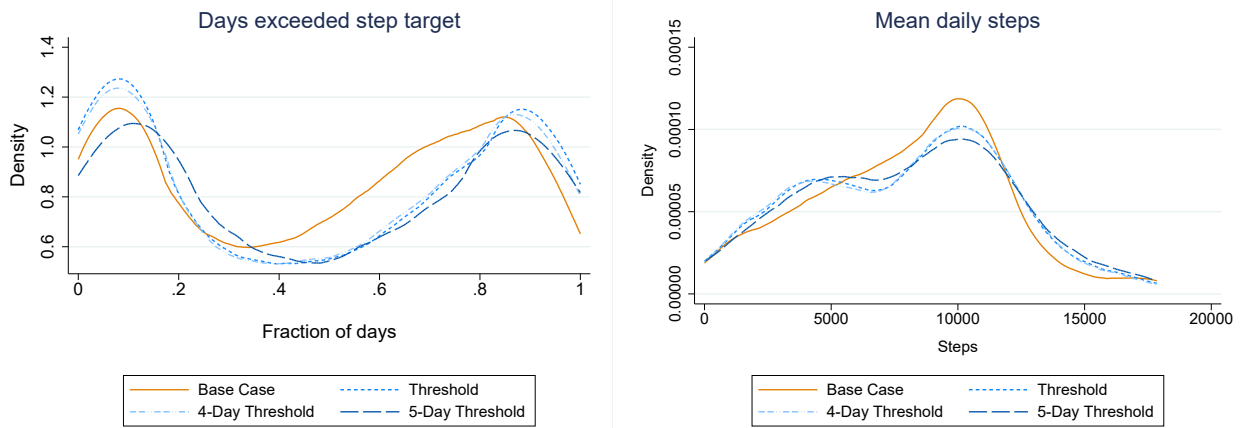 Days exceeded step target
Density
1.4
1.2
1.0
0.8
0.6
0 .2 .4 .6 .8 1
Fraction of days
Base Case Threshold
4-Day Threshold 5-Day Threshold
Mean daily steps
Density
0.00015
0.00010
0.00005
0.00000
0 5000 10000 15000 20000
Steps
Base Case Threshold
4-Day Threshold 5-Day Threshold